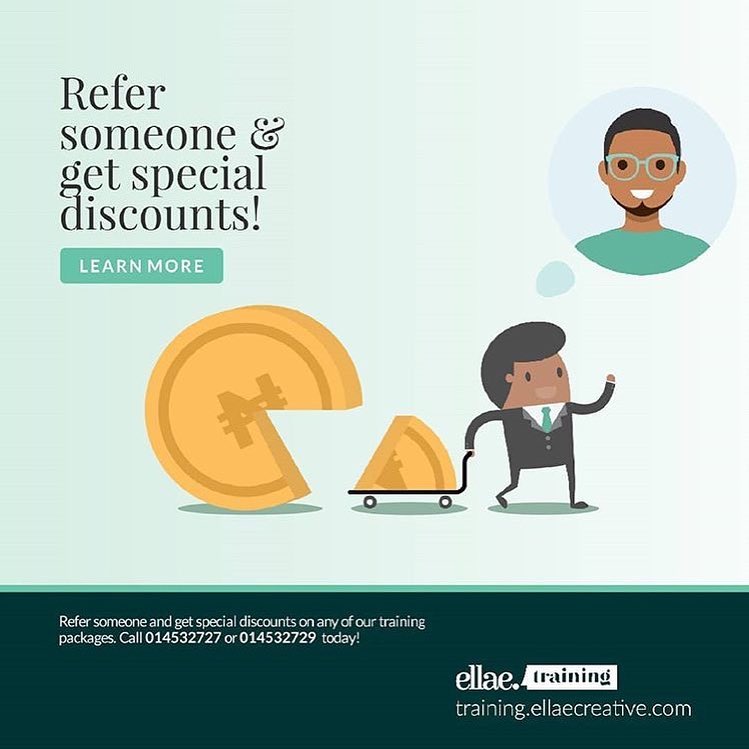 Refer
someone &
get special
discounts!
LEARN MORE
Refer someone and get special discounts on any of our training
packages. Call 014532727 or 014532729 today!
ellae. training
training.ellaecreative.com